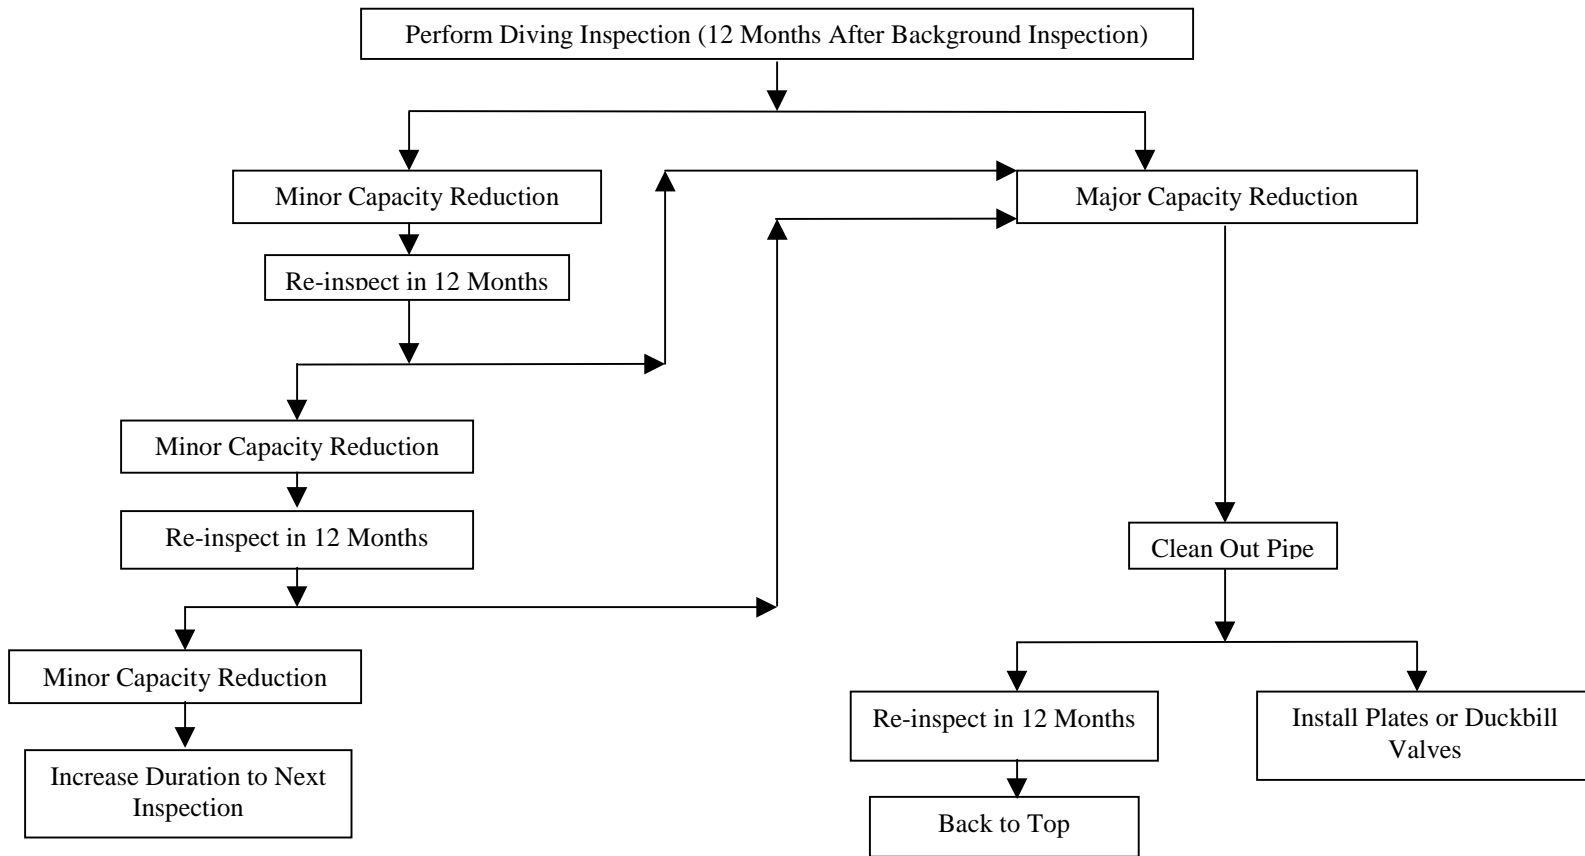 Perform Diving Inspection (12 Months After Background Inspection)
Minor Capacity Reduction
Major Capacity Reduction
Re-inspect in 12 Months
Minor Capacity Reduction
Re-inspect in 12 Months
Clean Out Pipe
Minor Capacity Reduction
Re-inspect in 12 Months
Install Plates or Duckbill
Valves
Increase Duration to Next
Inspection
Back to Top